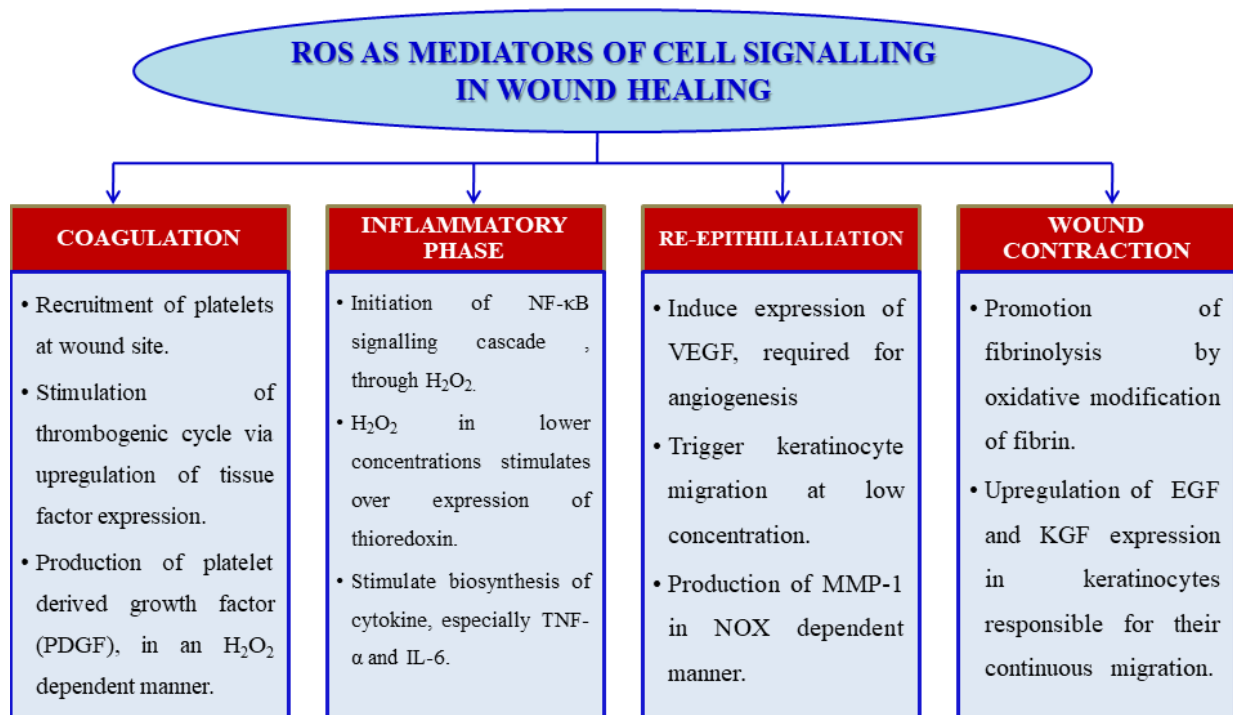 ROS AS MEDIATORS OF CELL SIGNALLING
IN WOUND HEALING
COAGULATION
• Recruitment of platelets
at wound site.
• Stimulation of
thrombogenic cycle via
upregulation of tissue
factor expression.
• Production of platelet
derived growth factor
(PDGF), in an H₂O₂
dependent manner.
INFLAMMATORY
PHASE
• Initiation of NF-κB
signalling cascade ,
through H₂O₂.
• H₂O₂ in lower
concentrations stimulates
over expression of
thioredoxin.
• Stimulate biosynthesis of
cytokine, especially TNF-
α and IL-6.
RE-EPITHILIALIATION
• Induce expression of
VEGF, required for
angiogenesis
• Trigger keratinocyte
migration at low
concentration.
• Production of MMP-1
in NOX dependent
manner.
WOUND
CONTRACTION
• Promotion of
fibrinolysis by
oxidative modification
of fibrin.
• Upregulation of EGF
and KGF expression
in keratinocytes
responsible for their
continuous migration.